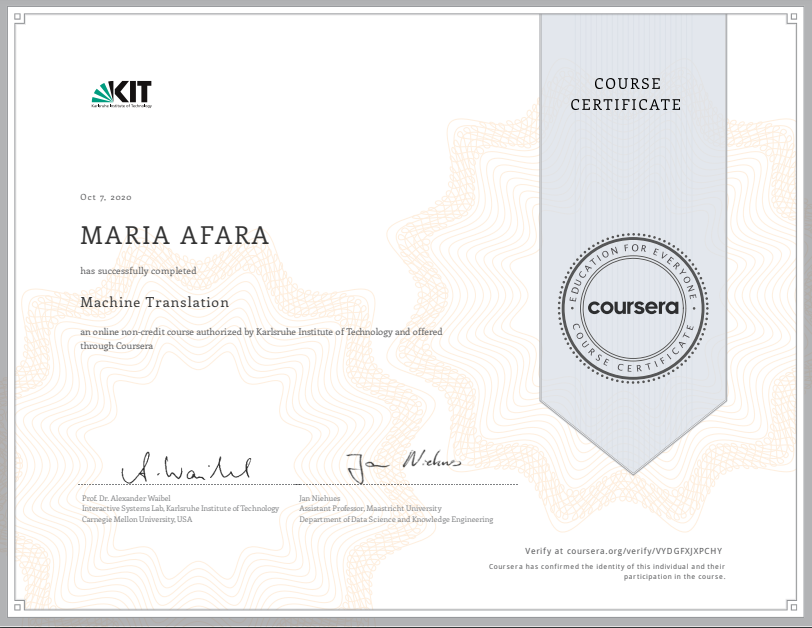 KIT
Karlsruhe Institute of Technology
COURSE
CERTIFICATE
Oct 7, 2020
MARIA AFARA
has successfully completed
Machine Translation
an online non-credit course authorized by Karlsruhe Institute of Technology and offered
through Coursera
EDUCATION FOR EVERYONE
coursera
COURSE CERTIFICATE
A. Waibel
Jan Niehues
Prof. Dr. Alexander Waibel
Interactive Systems Lab, Karlsruhe Institute of Technology
Carnegie Mellon University, USA
Jan Niehues
Assistant Professor, Maastricht University
Department of Data Science and Knowledge Engineering
Verify at coursera.org/verify/VYDGFXJXPCHY
Coursera has confirmed the identity of this individual and their
participation in the course.